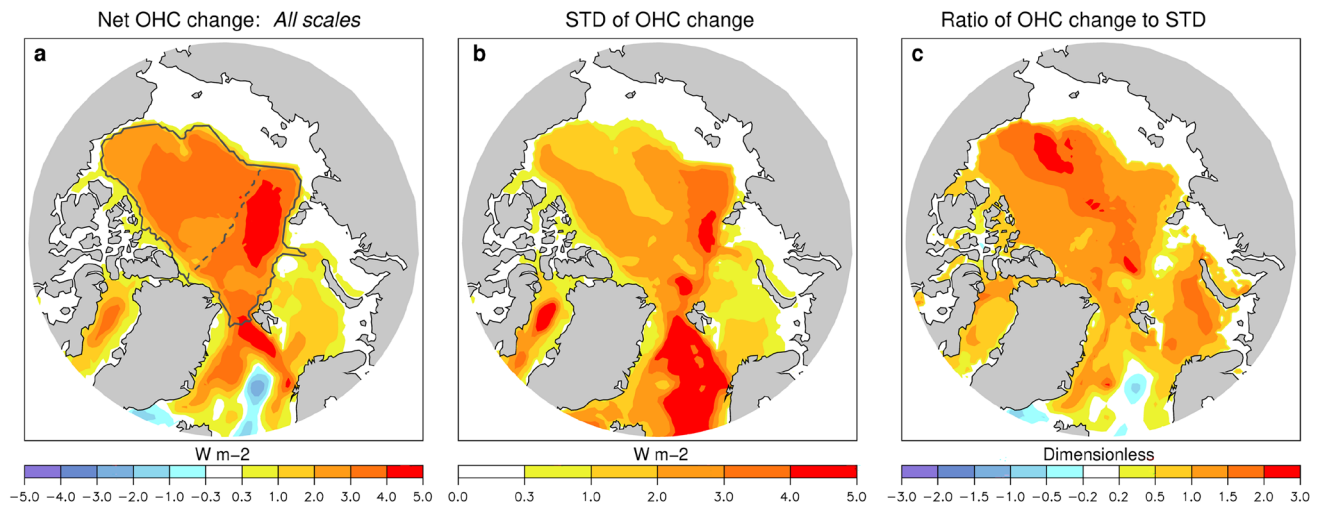 Net OHC change: All scales
STD of OHC change
Ratio of OHC change to STD
a
b
c
W m−2
W m−2
Dimensionless
−5.0 −4.0 −3.0 −2.0 −1.0 −0.3 0.3 0.5 1.0 2.0 3.0 4.0 5.0
0.0 0.3 1.0 2.0 3.0 4.0 5.0
−3.0 −2.0 −1.0 −0.5 −0.2 0.2 0.5 1.0 1.5 2.0 3.0